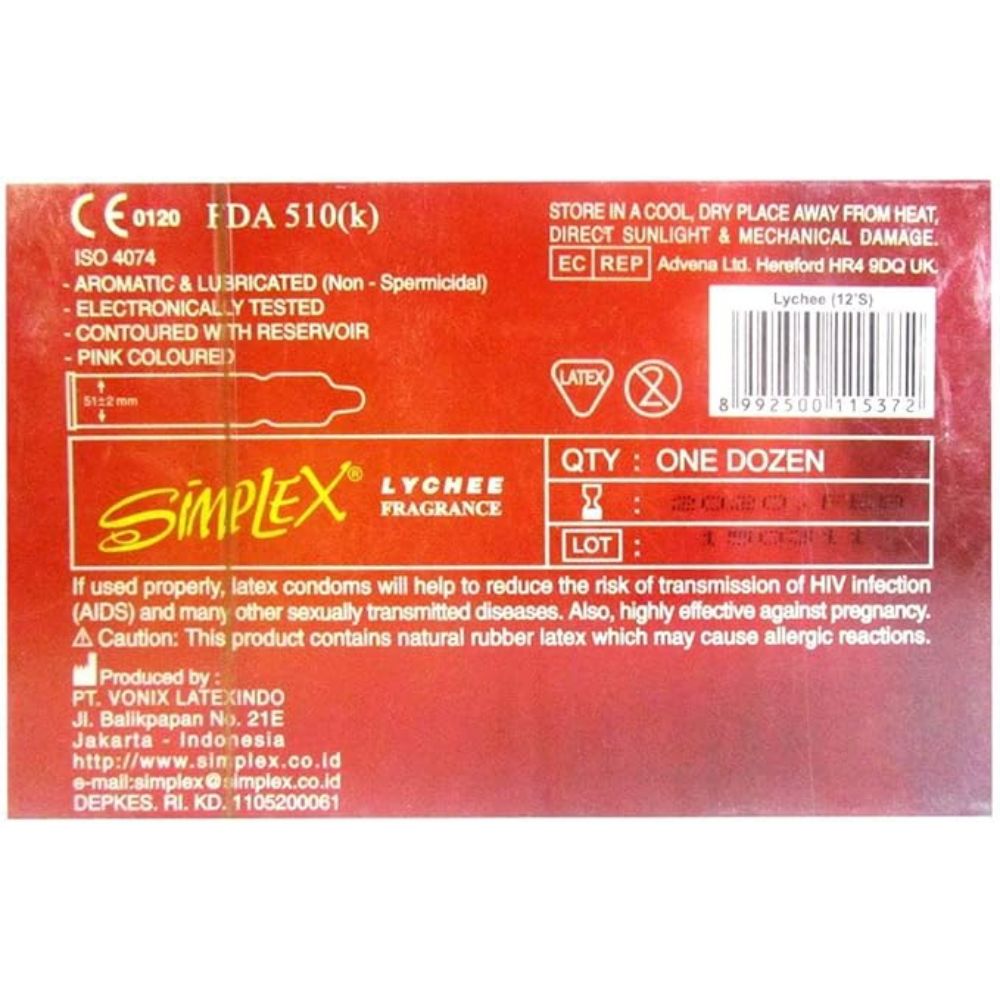 CE 0120 FDA 510(k)
ISO 4074
- AROMATIC & LUBRICATED (Non - Spermicidal)
- ELECTRONICALLY TESTED
- CONTOURED WITH RESERVOIR
- PINK COLOURED
51±2 mm
STORE IN A COOL, DRY PLACE AWAY FROM HEAT,
DIRECT SUNLIGHT & MECHANICAL DAMAGE.
EC REP Advena Ltd. Hereford HR4 9DQ UK.
Lychee (12'S)
8 992500 115372
LATEX
2
SimPLEX® LYCHEE
FRAGRANCE
QTY : ONE DOZEN
:
LOT :
If used properly, latex condoms will help to reduce the risk of transmission of HIV infection
(AIDS) and many other sexually transmitted diseases. Also, highly effective against pregnancy.
⚠ Caution: This product contains natural rubber latex which may cause allergic reactions.
Produced by :
PT. VONIX LATEXINDO
Jl. Balikpapan No. 21E
Jakarta - Indonesia
http://www.simplex.co.id
e-mail:simplex@simplex.co.id
DEPKES. RI. KD. 1105200061